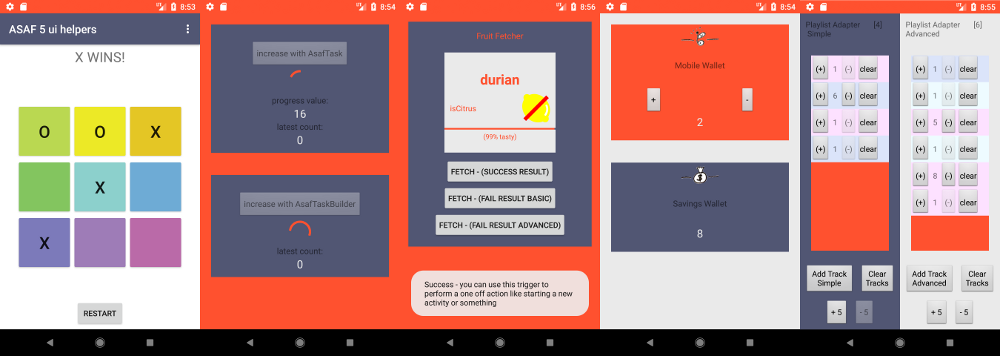 8:53
ASAF 5 ui helpers
X WINS!
O O X
X
X
RESTART
8:54
increase with AsafTask
progress value:
16
latest count:
0
increase with AsafTaskBuilder
latest count:
0
8:56
Fruit Fetcher
durian
isCitrus
(99% tasty)
FETCH - (SUCCESS RESULT)
FETCH - (FAIL RESULT BASIC)
FETCH - (FAIL RESULT ADVANCED)
Success - you can use this trigger to
perform a one off action like starting a new
activity or something
8:54
Mobile Wallet
+ -
2
Savings Wallet
8
8:55
Playlist Adapter [4]
Simple
(+) 1 (-) clear
(+) 6 (-) clear
(+) 1 (-) clear
(+) 1 (-) clear
Add Track
Simple
Clear
Tracks
+ 5 - 5
Playlist Adapter [6]
Advanced
(+) 1 (-) clear
(+) 1 (-) clear
(+) 5 (-) clear
(+) 1 (-) clear
(+) 8 (-) clear
(+) 1 (-) clear
Add Track
Advanced
Clear
Tracks
+ 5 - 5